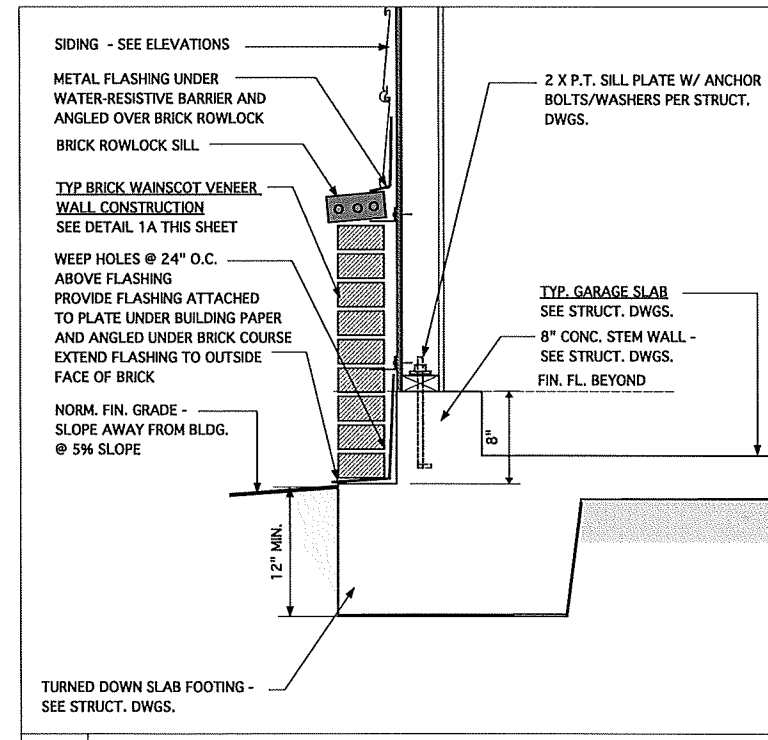 SIDING - SEE ELEVATIONS
METAL FLASHING UNDER
WATER-RESISTIVE BARRIER AND
ANGLED OVER BRICK ROWLOCK
BRICK ROWLOCK SILL
TYP BRICK WAINSCOT VENEER
WALL CONSTRUCTION
SEE DETAIL 1A THIS SHEET
WEEP HOLES @ 24" O.C.
ABOVE FLASHING
PROVIDE FLASHING ATTACHED
TO PLATE UNDER BUILDING PAPER
AND ANGLED UNDER BRICK COURSE
EXTEND FLASHING TO OUTSIDE
FACE OF BRICK
NORM. FIN. GRADE -
SLOPE AWAY FROM BLDG.
@ 5% SLOPE
12" MIN.
TURNED DOWN SLAB FOOTING -
SEE STRUCT. DWGS.
2 X P.T. SILL PLATE W/ ANCHOR
BOLTS/WASHERS PER STRUCT.
DWGS.
TYP. GARAGE SLAB
SEE STRUCT. DWGS.
8" CONC. STEM WALL -
SEE STRUCT. DWGS.
FIN. FL. BEYOND
8"